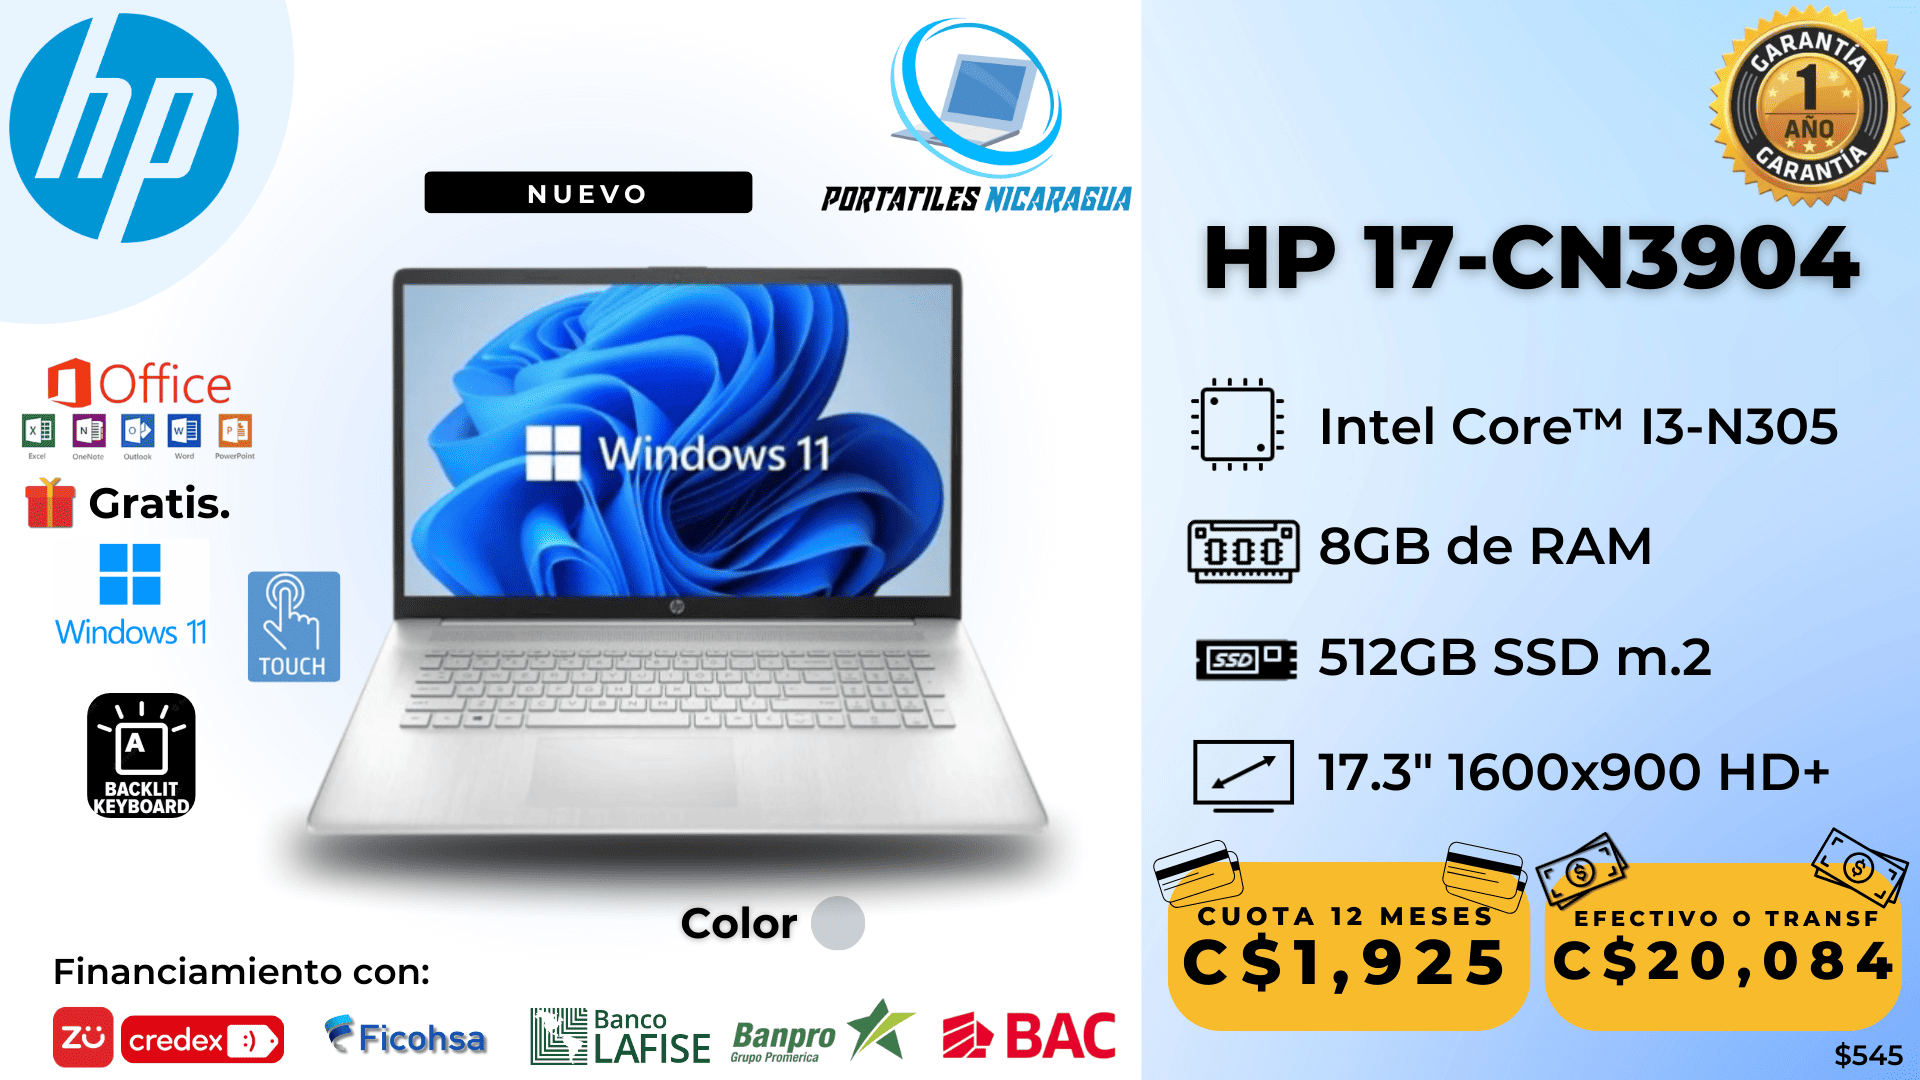 hp
NUEVO
PORTATILES NICARAGUA
GARANTÍA
1
AÑO
GARANTÍA
HP 17-CN3904
Office
Excel OneNote Outlook Word PowerPoint
Gratis.
Windows 11
TOUCH
A
BACKLIT
KEYBOARD
Windows 11
hp
Intel Core™ I3-N305
8GB de RAM
SSD
512GB SSD m.2
17.3" 1600x900 HD+
Color
CUOTA 12 MESES
C$1,925
EFECTIVO O TRANSF
C$20,084
$545
Financiamiento con:
zū
credex :)
Ficohsa
Banco
LAFISE
Banpro
Grupo Promerica
BAC